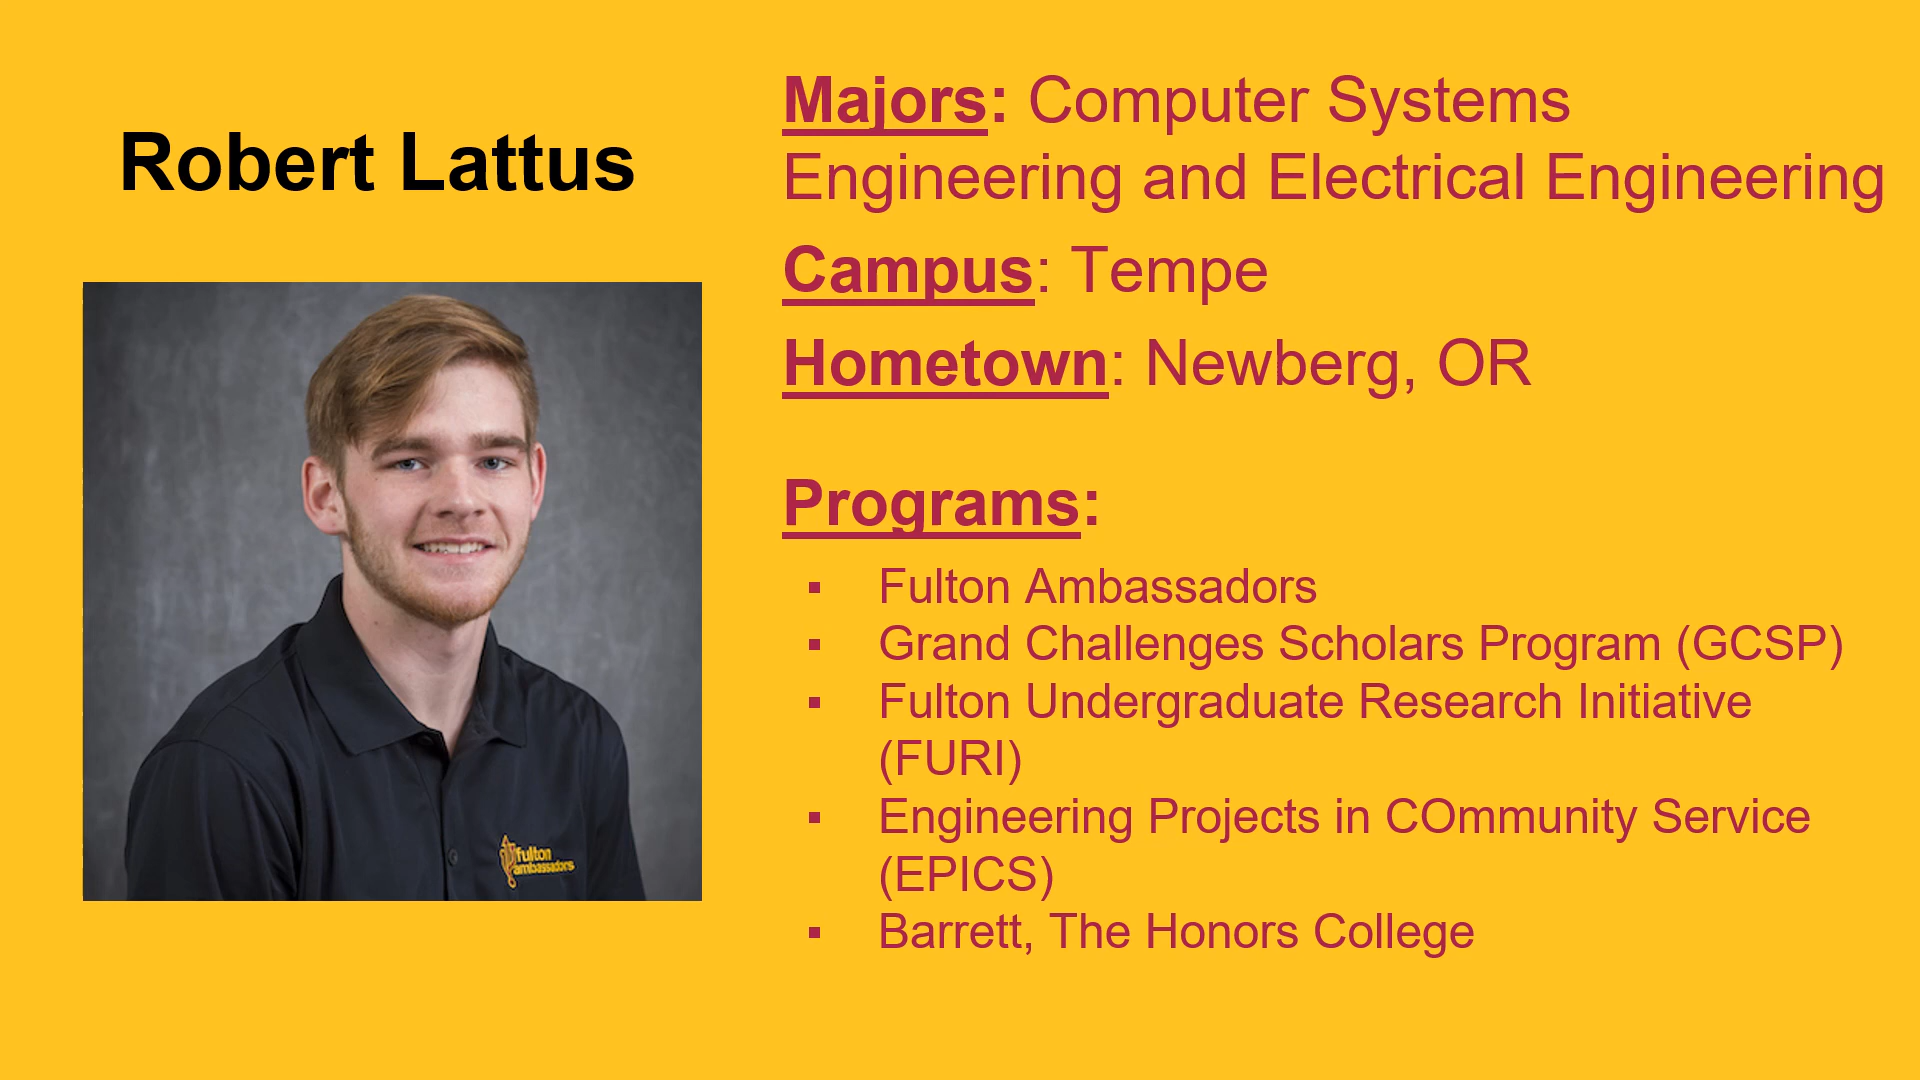 Robert Lattus
Majors: Computer Systems
Engineering and Electrical Engineering
Campus: Tempe
Hometown: Newberg, OR
Programs:
▪ Fulton Ambassadors
▪ Grand Challenges Scholars Program (GCSP)
▪ Fulton Undergraduate Research Initiative
(FURI)
▪ Engineering Projects in COmmunity Service
(EPICS)
▪ Barrett, The Honors College
fulton
ambassadors